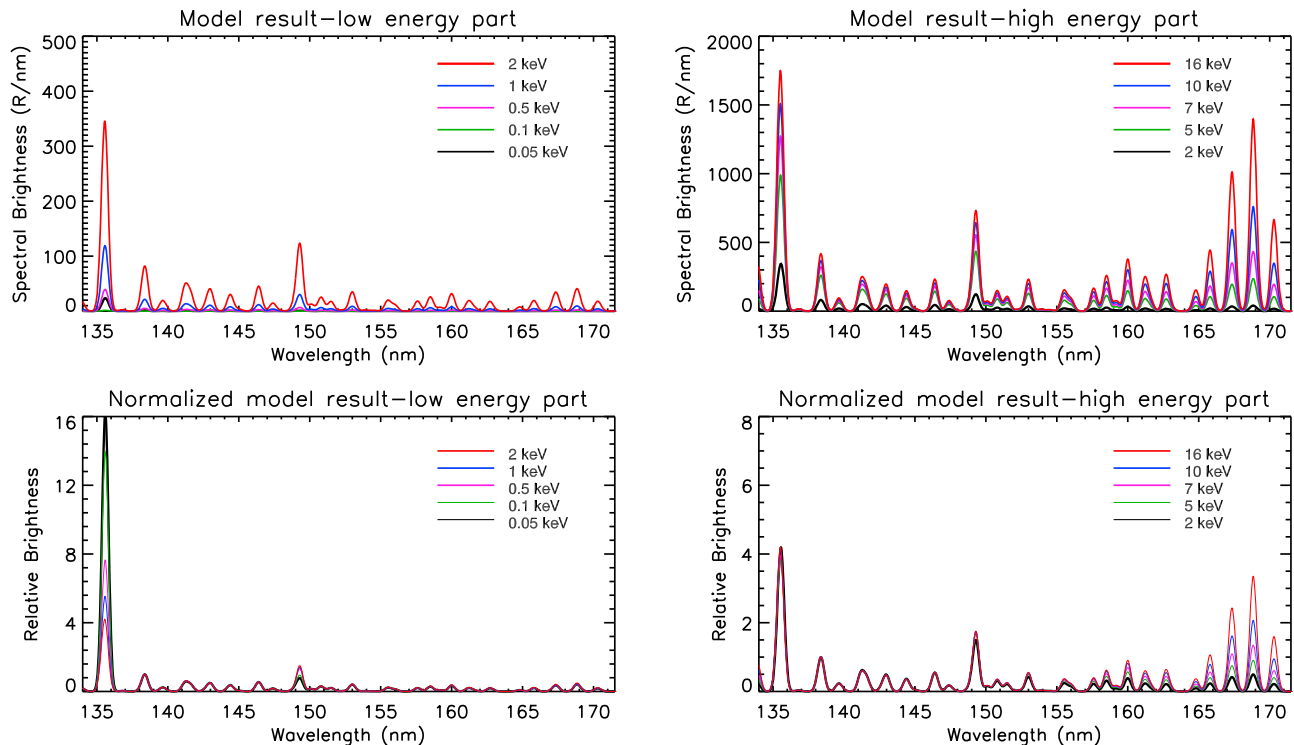 Model result-low energy part
Spectral Brightness (R/nm)
500
400
300
200
100
0
2 keV
1 keV
0.5 keV
0.1 keV
0.05 keV
135 140 145 150 155 160 165 170
Wavelength (nm)
Model result-high energy part
Spectral Brightness (R/nm)
2000
1500
1000
500
0
16 keV
10 keV
7 keV
5 keV
2 keV
135 140 145 150 155 160 165 170
Wavelength (nm)
Normalized model result-low energy part
Relative Brightness
16
12
8
4
0
2 keV
1 keV
0.5 keV
0.1 keV
0.05 keV
135 140 145 150 155 160 165 170
Wavelength (nm)
Normalized model result-high energy part
Relative Brightness
8
6
4
2
0
16 keV
10 keV
7 keV
5 keV
2 keV
135 140 145 150 155 160 165 170
Wavelength (nm)